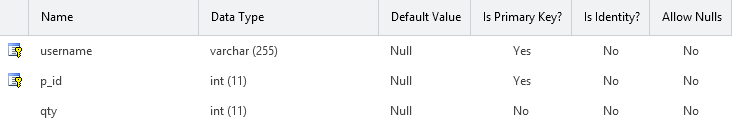 Name Data Type Default Value Is Primary Key? Is Identity? Allow Nulls
username varchar (255) Null Yes No No
p_id int (11) Null Yes No No
qty int (11) Null No No No